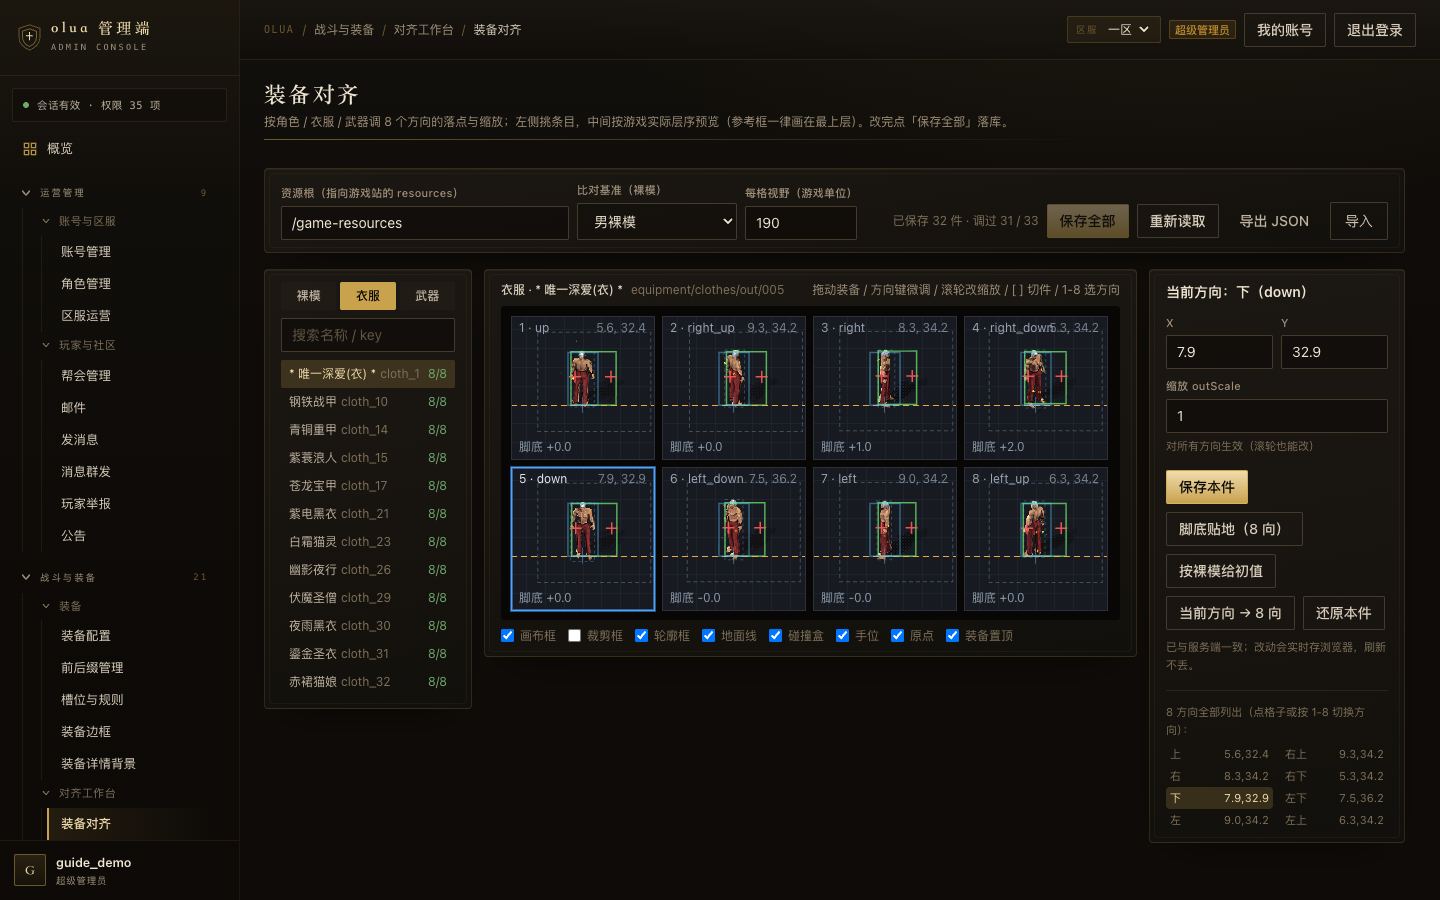 olua 管理端
ADMIN CONSOLE
会话有效 · 权限 35 项
概览
运营管理 9
账号与区服
账号管理
角色管理
区服运营
玩家与社区
帮会管理
邮件
发消息
消息群发
玩家举报
公告
战斗与装备 21
装备
装备配置
前后缀管理
槽位与规则
装备边框
装备详情背景
对齐工作台
装备对齐
G guide_demo
超级管理员
OLUA / 战斗与装备 / 对齐工作台 / 装备对齐
区服 一区 超级管理员 我的账号 退出登录
装备对齐
按角色 / 衣服 / 武器调 8 个方向的落点与缩放；左侧挑条目，中间按游戏实际层序预览（参考框一律画在最上层）。改完点「保存全部」落库。
资源根（指向游戏站的 resources） 比对基准（裸模） 每格视野（游戏单位）
/game-resources 男裸模 190 已保存 32 件 · 调过 31 / 33 保存全部 重新读取 导出 JSON 导入
裸模 衣服 武器
搜索名称 / key
* 唯一深爱(衣) * cloth_1 8/8
钢铁战甲 cloth_10 8/8
青铜重甲 cloth_14 8/8
紫蓑浪人 cloth_15 8/8
苍龙宝甲 cloth_17 8/8
紫电黑衣 cloth_21 8/8
白霜猫灵 cloth_23 8/8
幽影夜行 cloth_26 8/8
伏魔圣僧 cloth_29 8/8
夜雨黑衣 cloth_30 8/8
鎏金圣衣 cloth_31 8/8
赤裙猫娘 cloth_32 8/8
衣服 · * 唯一深爱(衣) * equipment/clothes/out/005 拖动装备 / 方向键微调 / 滚轮改缩放 / [ ] 切件 / 1-8 选方向
1 · up 5.6, 32.4 2 · right_up 9.3, 34.2 3 · right 8.3, 34.2 4 · right_down 5.3, 34.2
脚底 +0.0 脚底 +0.0 脚底 +1.0 脚底 +2.0
5 · down 7.9, 32.9 6 · left_down 7.5, 36.2 7 · left 9.0, 34.2 8 · left_up 6.3, 34.2
脚底 +0.0 脚底 -0.0 脚底 -0.0 脚底 +0.0
画布框 裁剪框 轮廓框 地面线 碰撞盒 手位 原点 装备置顶
当前方向：下（down）
X Y
7.9 32.9
缩放 outScale
1
对所有方向生效（滚轮也能改）
保存本件
脚底贴地（8 向）
按裸模给初值
当前方向 → 8 向 还原本件
已与服务端一致；改动会实时存浏览器，刷新
不丢。
8 方向全部列出（点格子或按 1-8 切换方
向）：
上 5.6,32.4 右上 9.3,34.2
右 8.3,34.2 右下 5.3,34.2
下 7.9,32.9 左下 7.5,36.2
左 9.0,34.2 左上 6.3,34.2